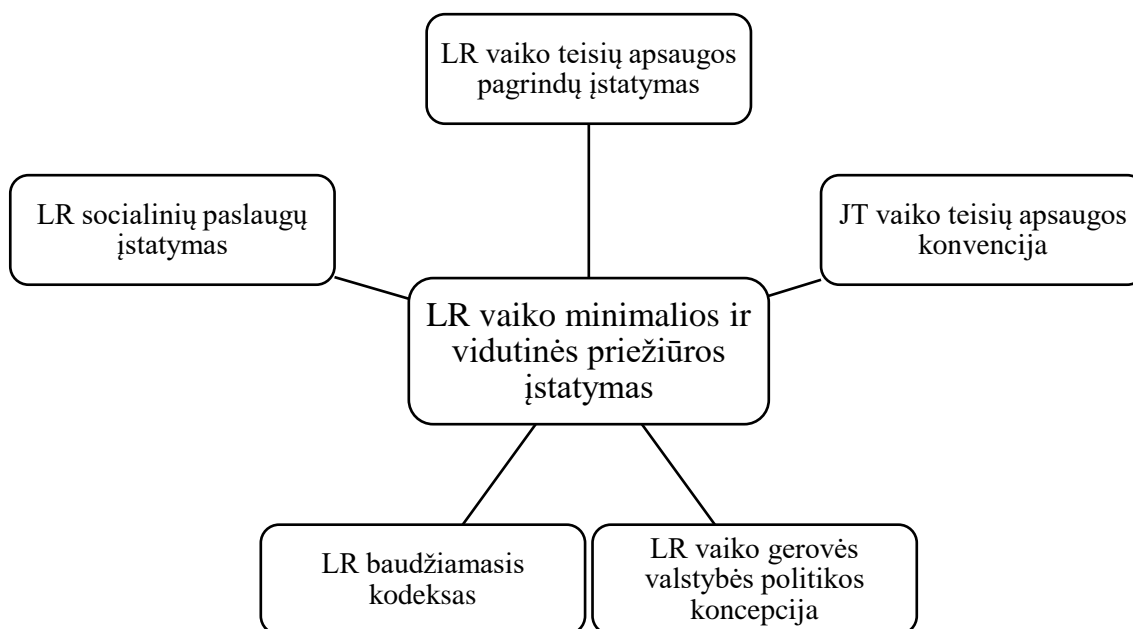 LR vaiko teisių apsaugos
pagrindų įstatymas
LR socialinių paslaugų
įstatymas
JT vaiko teisių apsaugos
konvencija
LR vaiko minimalios ir
vidutinės priežiūros
įstatymas
LR baudžiamasis
kodeksas
LR vaiko gerovės
valstybės politikos
koncepcija